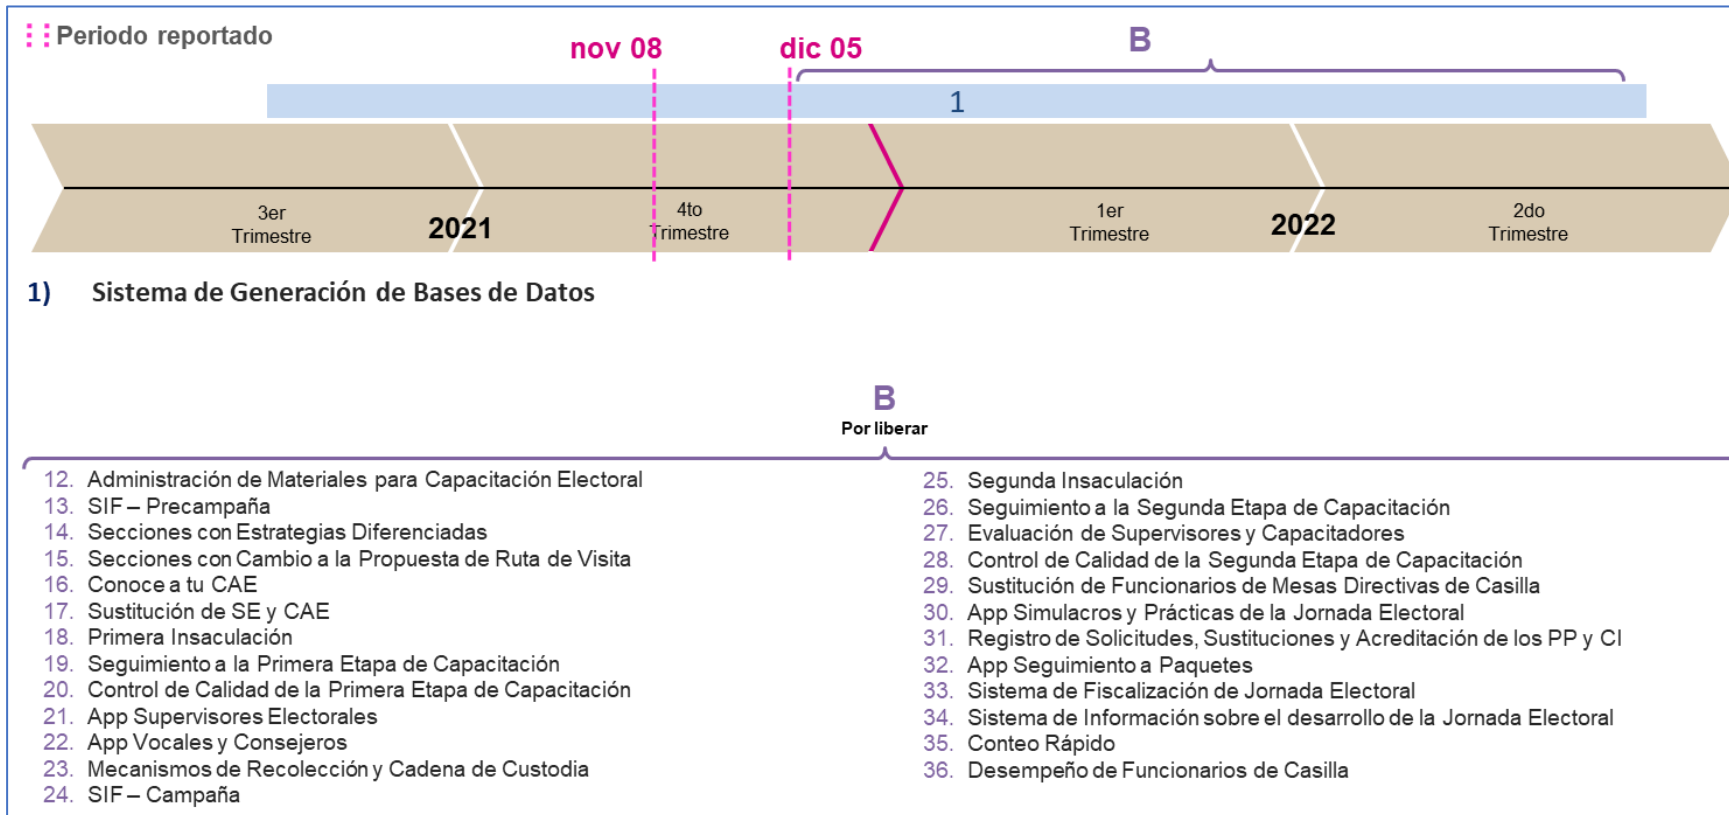 Periodo reportado
nov 08
dic 05
B
1
3er
Trimestre
2021
4to
Trimestre
1er
Trimestre
2022
2do
Trimestre
1) Sistema de Generación de Bases de Datos
B
Por liberar
12. Administración de Materiales para Capacitación Electoral
13. SIF – Precampaña
14. Secciones con Estrategias Diferenciadas
15. Secciones con Cambio a la Propuesta de Ruta de Visita
16. Conoce a tu CAE
17. Sustitución de SE y CAE
18. Primera Insaculación
19. Seguimiento a la Primera Etapa de Capacitación
20. Control de Calidad de la Primera Etapa de Capacitación
21. App Supervisores Electorales
22. App Vocales y Consejeros
23. Mecanismos de Recolección y Cadena de Custodia
24. SIF – Campaña
25. Segunda Insaculación
26. Seguimiento a la Segunda Etapa de Capacitación
27. Evaluación de Supervisores y Capacitadores
28. Control de Calidad de la Segunda Etapa de Capacitación
29. Sustitución de Funcionarios de Mesas Directivas de Casilla
30. App Simulacros y Prácticas de la Jornada Electoral
31. Registro de Solicitudes, Sustituciones y Acreditación de los PP y CI
32. App Seguimiento a Paquetes
33. Sistema de Fiscalización de Jornada Electoral
34. Sistema de Información sobre el desarrollo de la Jornada Electoral
35. Conteo Rápido
36. Desempeño de Funcionarios de Casilla